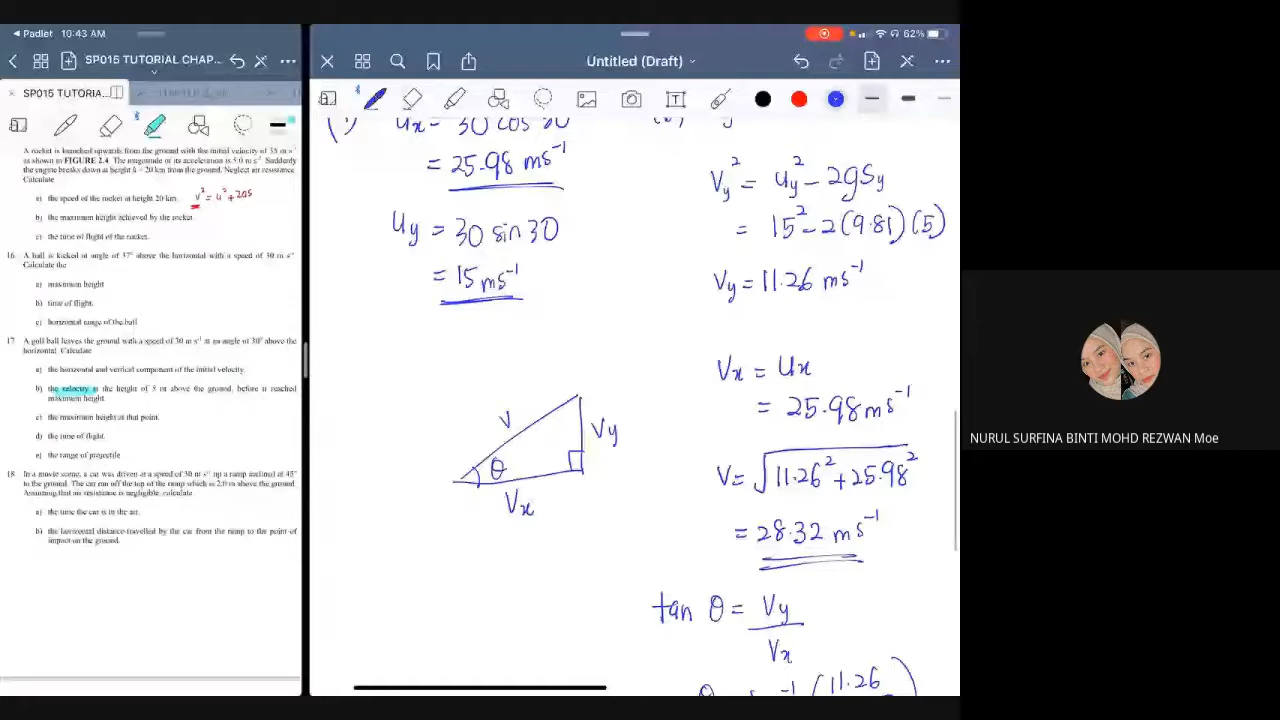 Padlet 10:43 AM
62%
SP015 TUTORIAL CHAP...
Untitled (Draft)
SP015 TUTORIA...
A rocket is launched upwards from the ground with the initial velocity of 35 m s⁻¹
as shown in FIGURE 2.4. The magnitude of its acceleration is 5.0 m s⁻². Suddenly
the engine breaks down at height h = 20 km from the ground. Neglect air resistance
Calculate
a) the speed of the rocket at height 20 km. v² = u² + 2as
b) the maximum height achieved by the rocket
c) the time of flight of the rocket.
16 A ball is kicked at angle of 37° above the horizontal with a speed of 30 m s⁻¹
Calculate the
a) maximum height
b) time of flight.
c) horizontal range of the ball
17 A golf ball leaves the ground with a speed of 30 m s⁻¹ at an angle of 30° above the
horizontal. Calculate
a) the horizontal and vertical component of the initial velocity.
b) the velocity at the height of 5 m above the ground, before it reached
maximum height.
c) the maximum height at that point.
d) the time of flight.
e) the range of projectile
18 In a movie scene, a car was driven at a speed of 30 m s⁻¹ up a ramp inclined at 45°
to the ground. The car ran off the top of the ramp which is 2.0 m above the ground.
Assuming that air resistance is negligible, calculate
a) the time the car is in the air.
b) the horizontal distance travelled by the car from the ramp to the point of
impact on the ground.
ux = 30 cos 30
= 25.98 ms⁻¹
uy = 30 sin 30
= 15 ms⁻¹
V
θ
Vy
Vx
Vy² = uy² - 2gSy
= 15² - 2(9.81)(5)
Vy = 11.26 ms⁻¹
Vx = ux
= 25.98 ms⁻¹
V = √11.26² + 25.98²
= 28.32 ms⁻¹
tan θ = Vy
Vx
11.26
NURUL SURFINA BINTI MOHD REZWAN Moe